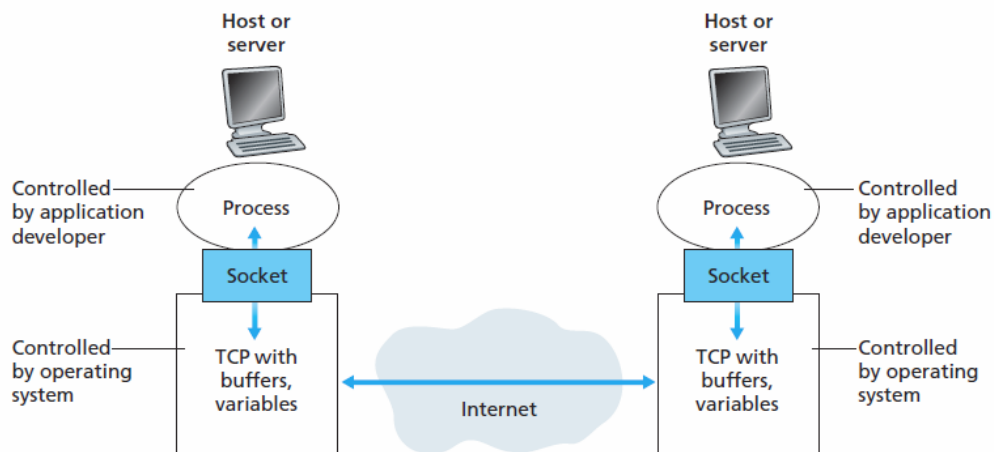 Host or
server
Host or
server
Controlled
by application
developer
Process
Process
Controlled
by application
developer
Socket
Socket
Controlled
by operating
system
TCP with
buffers,
variables
Internet
TCP with
buffers,
variables
Controlled
by operating
system